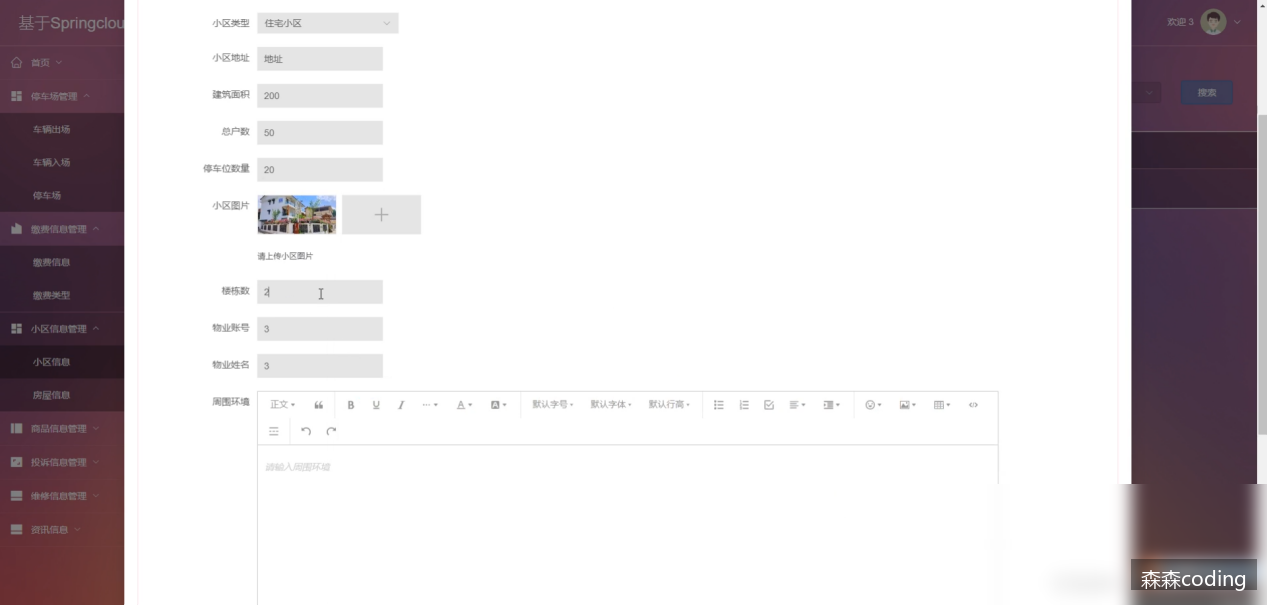 基于Springclou
欢迎 3
首页
停车场管理
车辆出场
车辆入场
停车场
缴费信息管理
缴费信息
缴费类型
小区信息管理
小区信息
房屋信息
商品信息管理
投诉信息管理
维修信息管理
资讯信息
搜索
小区类型 住宅小区
小区地址 地址
建筑面积 200
总户数 50
停车位数量 20
小区图片
请上传小区图片
楼栋数 2
物业账号 3
物业姓名 3
周围环境
正文 B U I A A 默认字号 默认字体 默认行高
请输入周围环境
森森coding